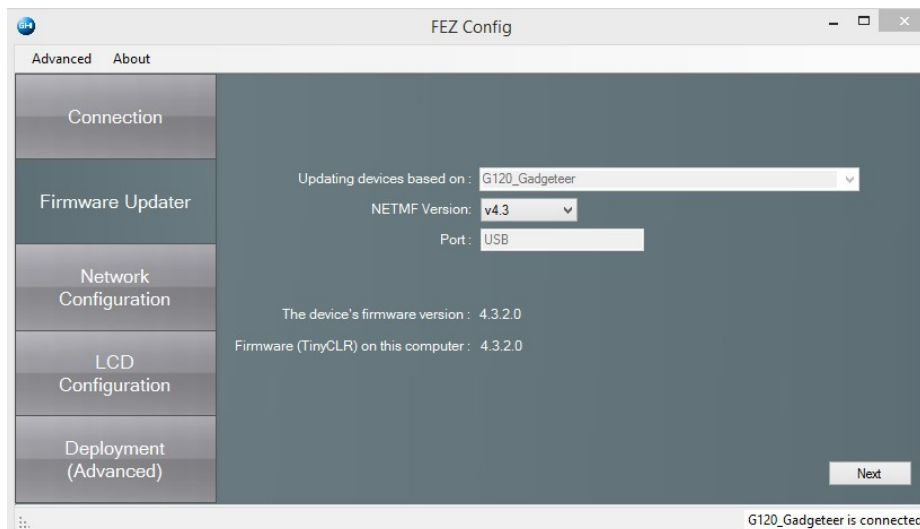 GHI
FEZ Config
Advanced About
Connection
Firmware Updater
Network
Configuration
LCD
Configuration
Deployment
(Advanced)
Updating devices based on : G120_Gadgeteer
NETMF Version: v4.3
Port : USB
The device's firmware version : 4.3.2.0
Firmware (TinyCLR) on this computer : 4.3.2.0
Next
G120_Gadgeteer is connected